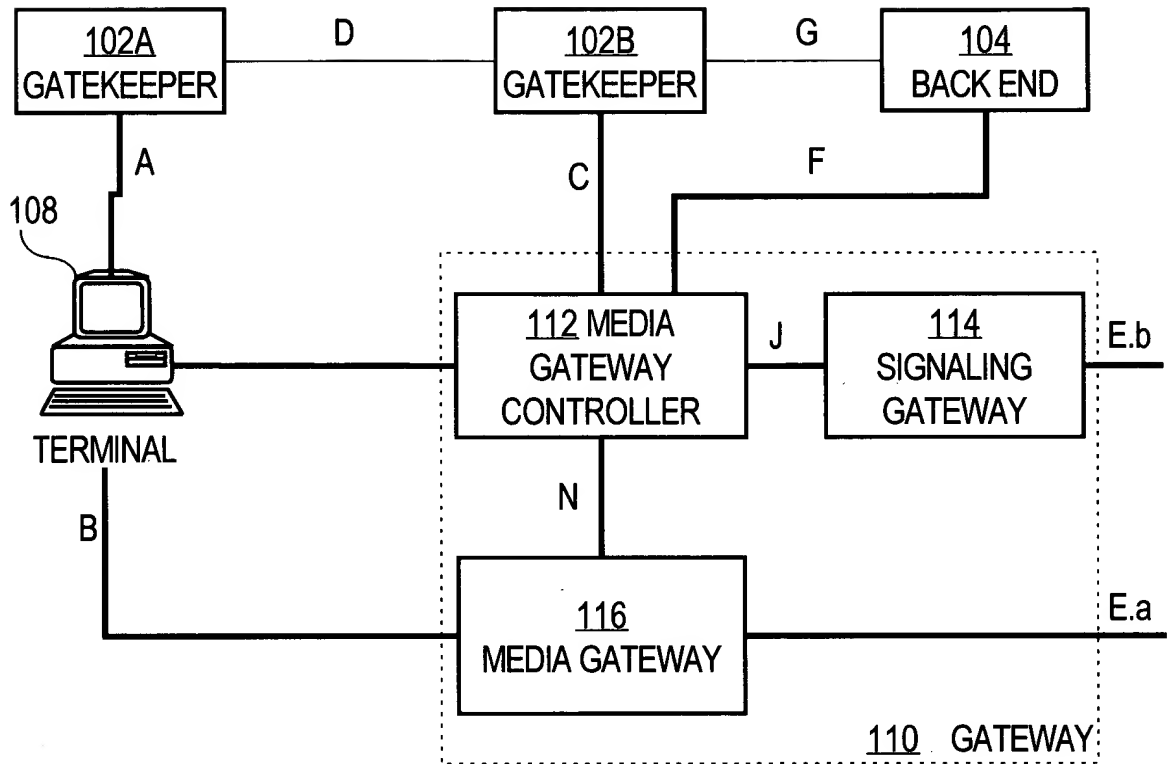 102A
GATEKEEPER
D
102B
GATEKEEPER
G
104
BACK END
A
C
F
108
112 MEDIA
GATEWAY
CONTROLLER
J
114
SIGNALING
GATEWAY
E.b
TERMINAL
B
N
116
MEDIA GATEWAY
E.a
110 GATEWAY